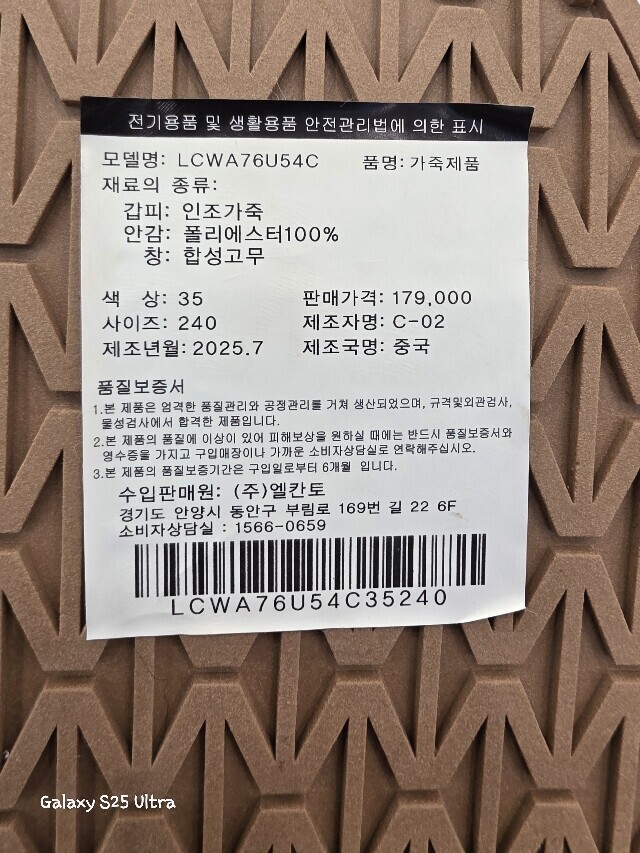 전기용품 및 생활용품 안전관리법에 의한 표시
모델명: LCWA76U54C 품명: 가죽제품
재료의 종류:
갑피: 인조가죽
안감: 폴리에스터100%
창: 합성고무
색 상: 35 판매가격: 179,000
사이즈: 240 제조자명: C-02
제조년월: 2025.7 제조국명: 중국
품질보증서
1.본 제품은 엄격한 품질관리와 공정관리를 거쳐 생산되었으며, 규격및외관검사,
물성검사에서 합격한 제품입니다.
2.본 제품의 품질에 이상이 있어 피해보상을 원하실 때에는 반드시 품질보증서와
영수증을 가지고 구입매장이나 가까운 소비자상담실로 연락해주십시오.
3.본 제품의 품질보증기간은 구입일로부터 6개월 입니다.
수입판매원: (주)엘칸토
경기도 안양시 동안구 부림로 169번 길 22 6F
소비자상담실 : 1566-0659
LCWA76U54C35240
Galaxy S25 Ultra